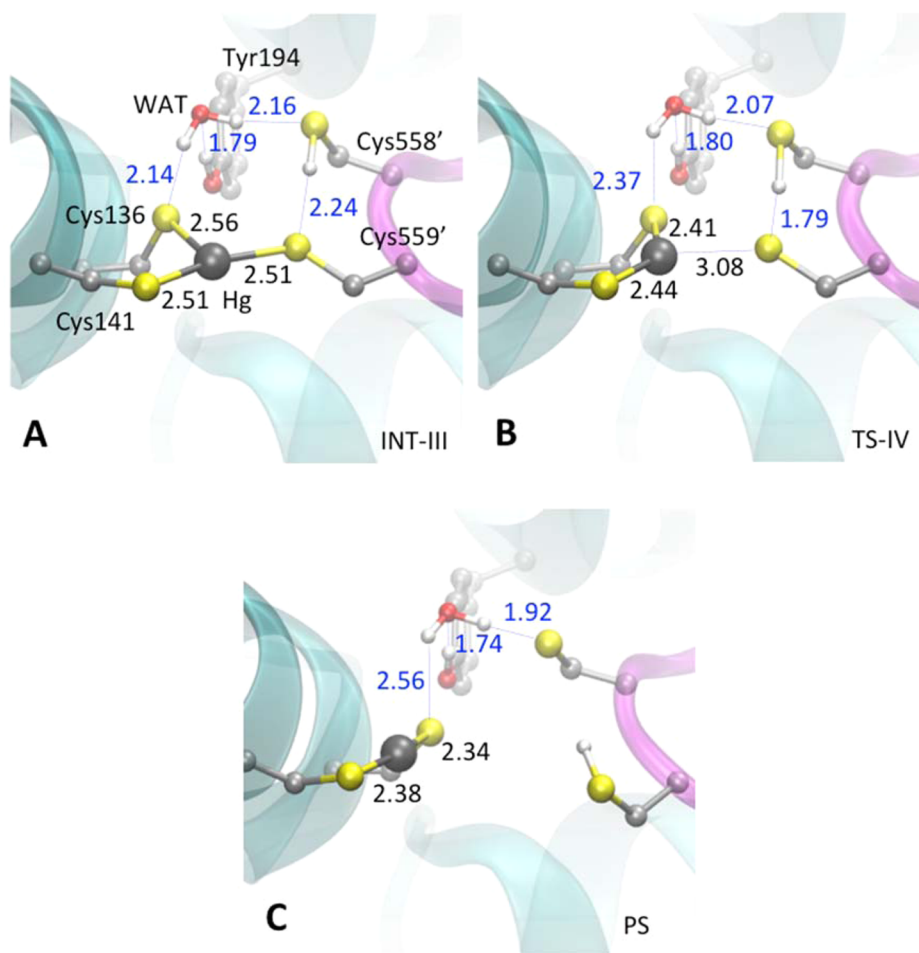 Tyr194
WAT
2.16
1.79
Cys558’
2.14
2.24
Cys136
2.56
Cys559’
2.51
2.51
Hg
Cys141
A
INT-III
2.07
1.80
2.37
2.41
1.79
3.08
2.44
B
TS-IV
1.92
1.74
2.56
2.34
2.38
C
PS